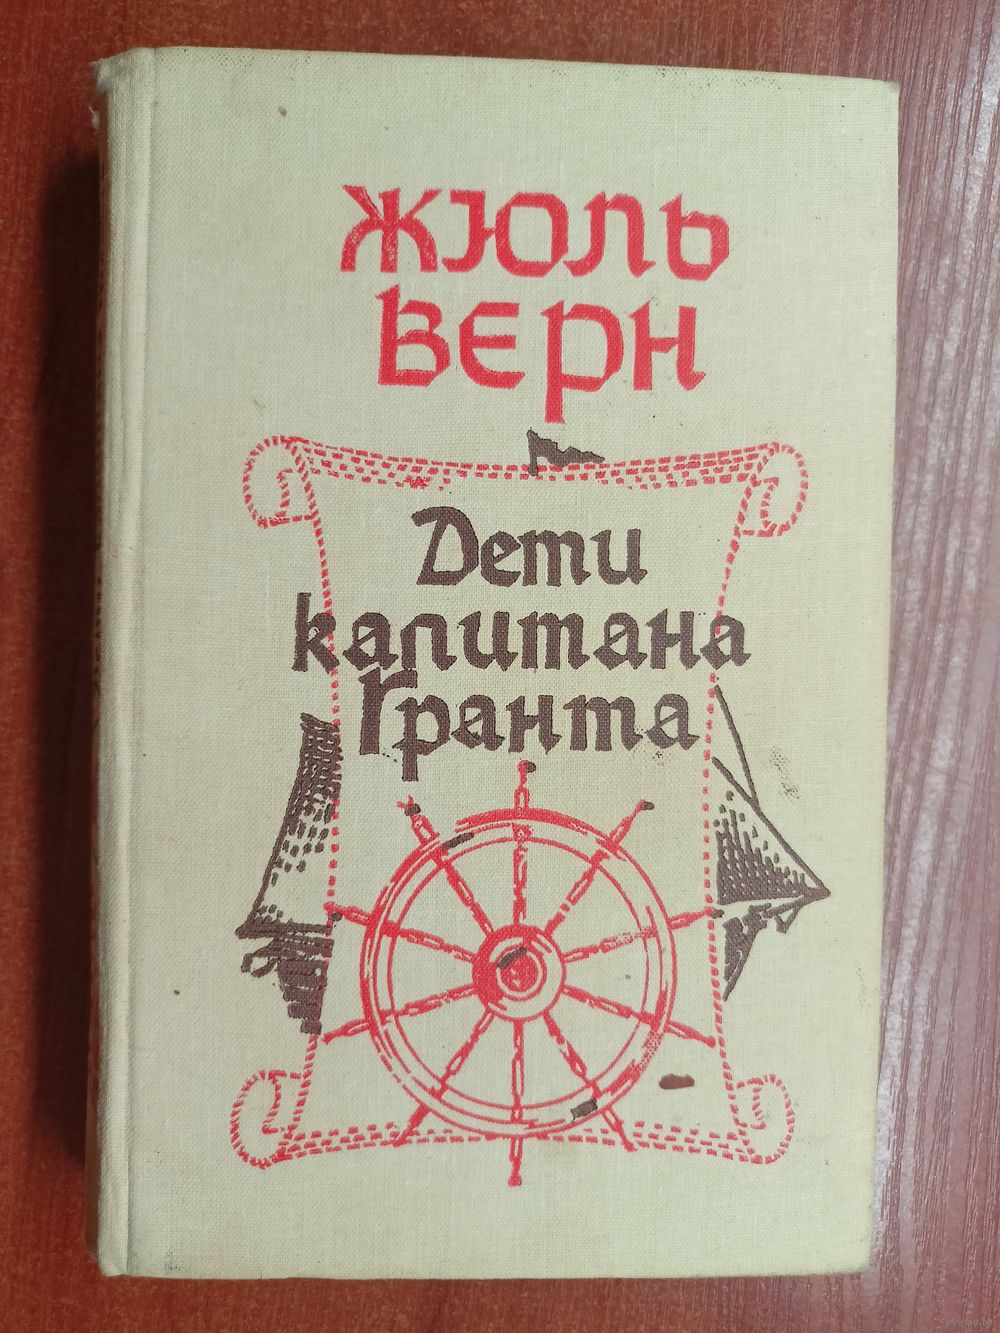 Жюль
Верн
Дети
капитана
Гранта